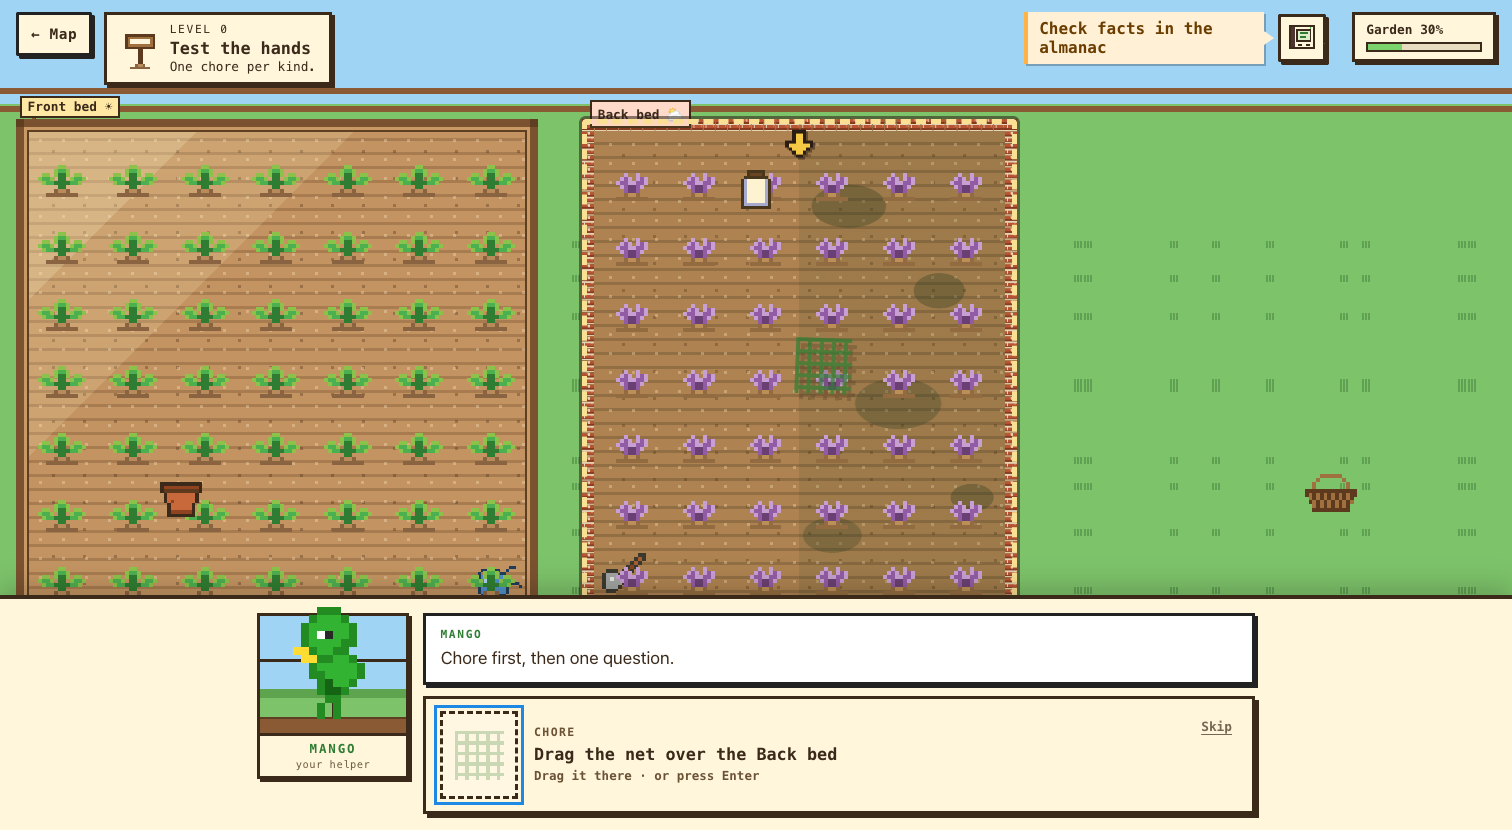 ← Map
LEVEL 0
Test the hands
One chore per kind.
Check facts in the
almanac
Garden 30%
Front bed ☀
Back bed ⛅
MANGO
Chore first, then one question.
MANGO
your helper
CHORE
Drag the net over the Back bed
Drag it there · or press Enter
Skip